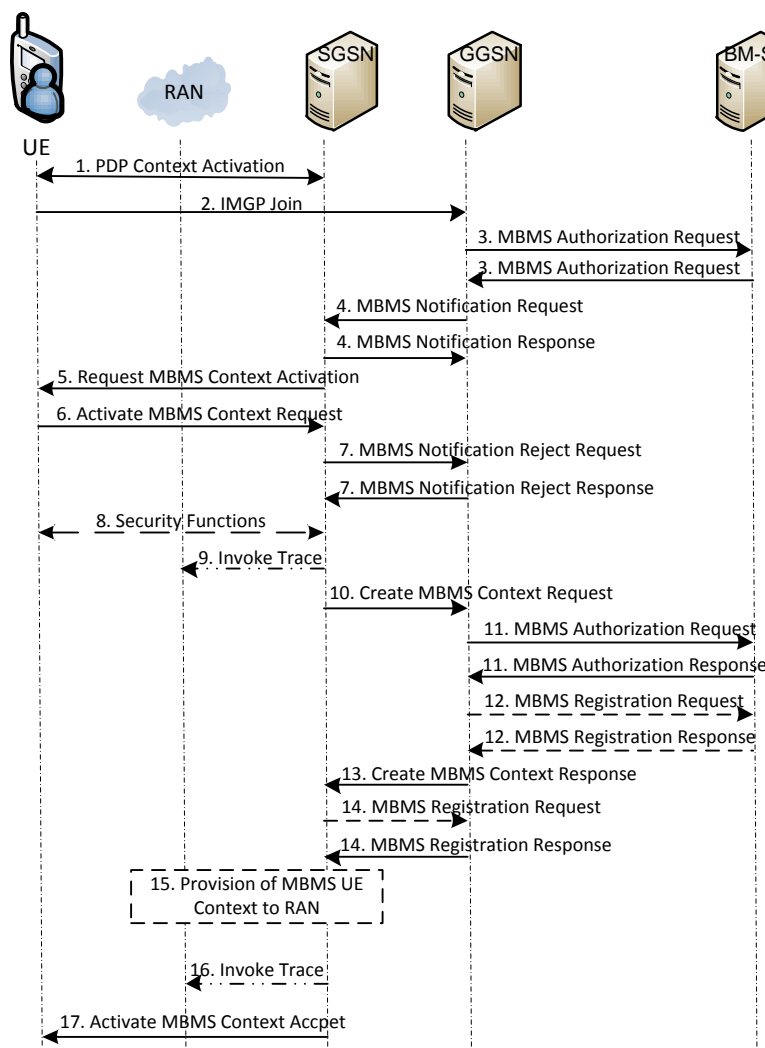 SGSN
GGSN
BM-S
RAN
UE
1. PDP Context Activation
2. IMGP Join
3. MBMS Authorization Request
3. MBMS Authorization Request
4. MBMS Notification Request
4. MBMS Notification Response
5. Request MBMS Context Activation
6. Activate MBMS Context Request
7. MBMS Notification Reject Request
7. MBMS Notification Reject Response
8. Security Functions
9. Invoke Trace
10. Create MBMS Context Request
11. MBMS Authorization Request
11. MBMS Authorization Response
12. MBMS Registration Request
12. MBMS Registration Response
13. Create MBMS Context Response
14. MBMS Registration Request
14. MBMS Registration Response
15. Provision of MBMS UE
Context to RAN
16. Invoke Trace
17. Activate MBMS Context Accpet